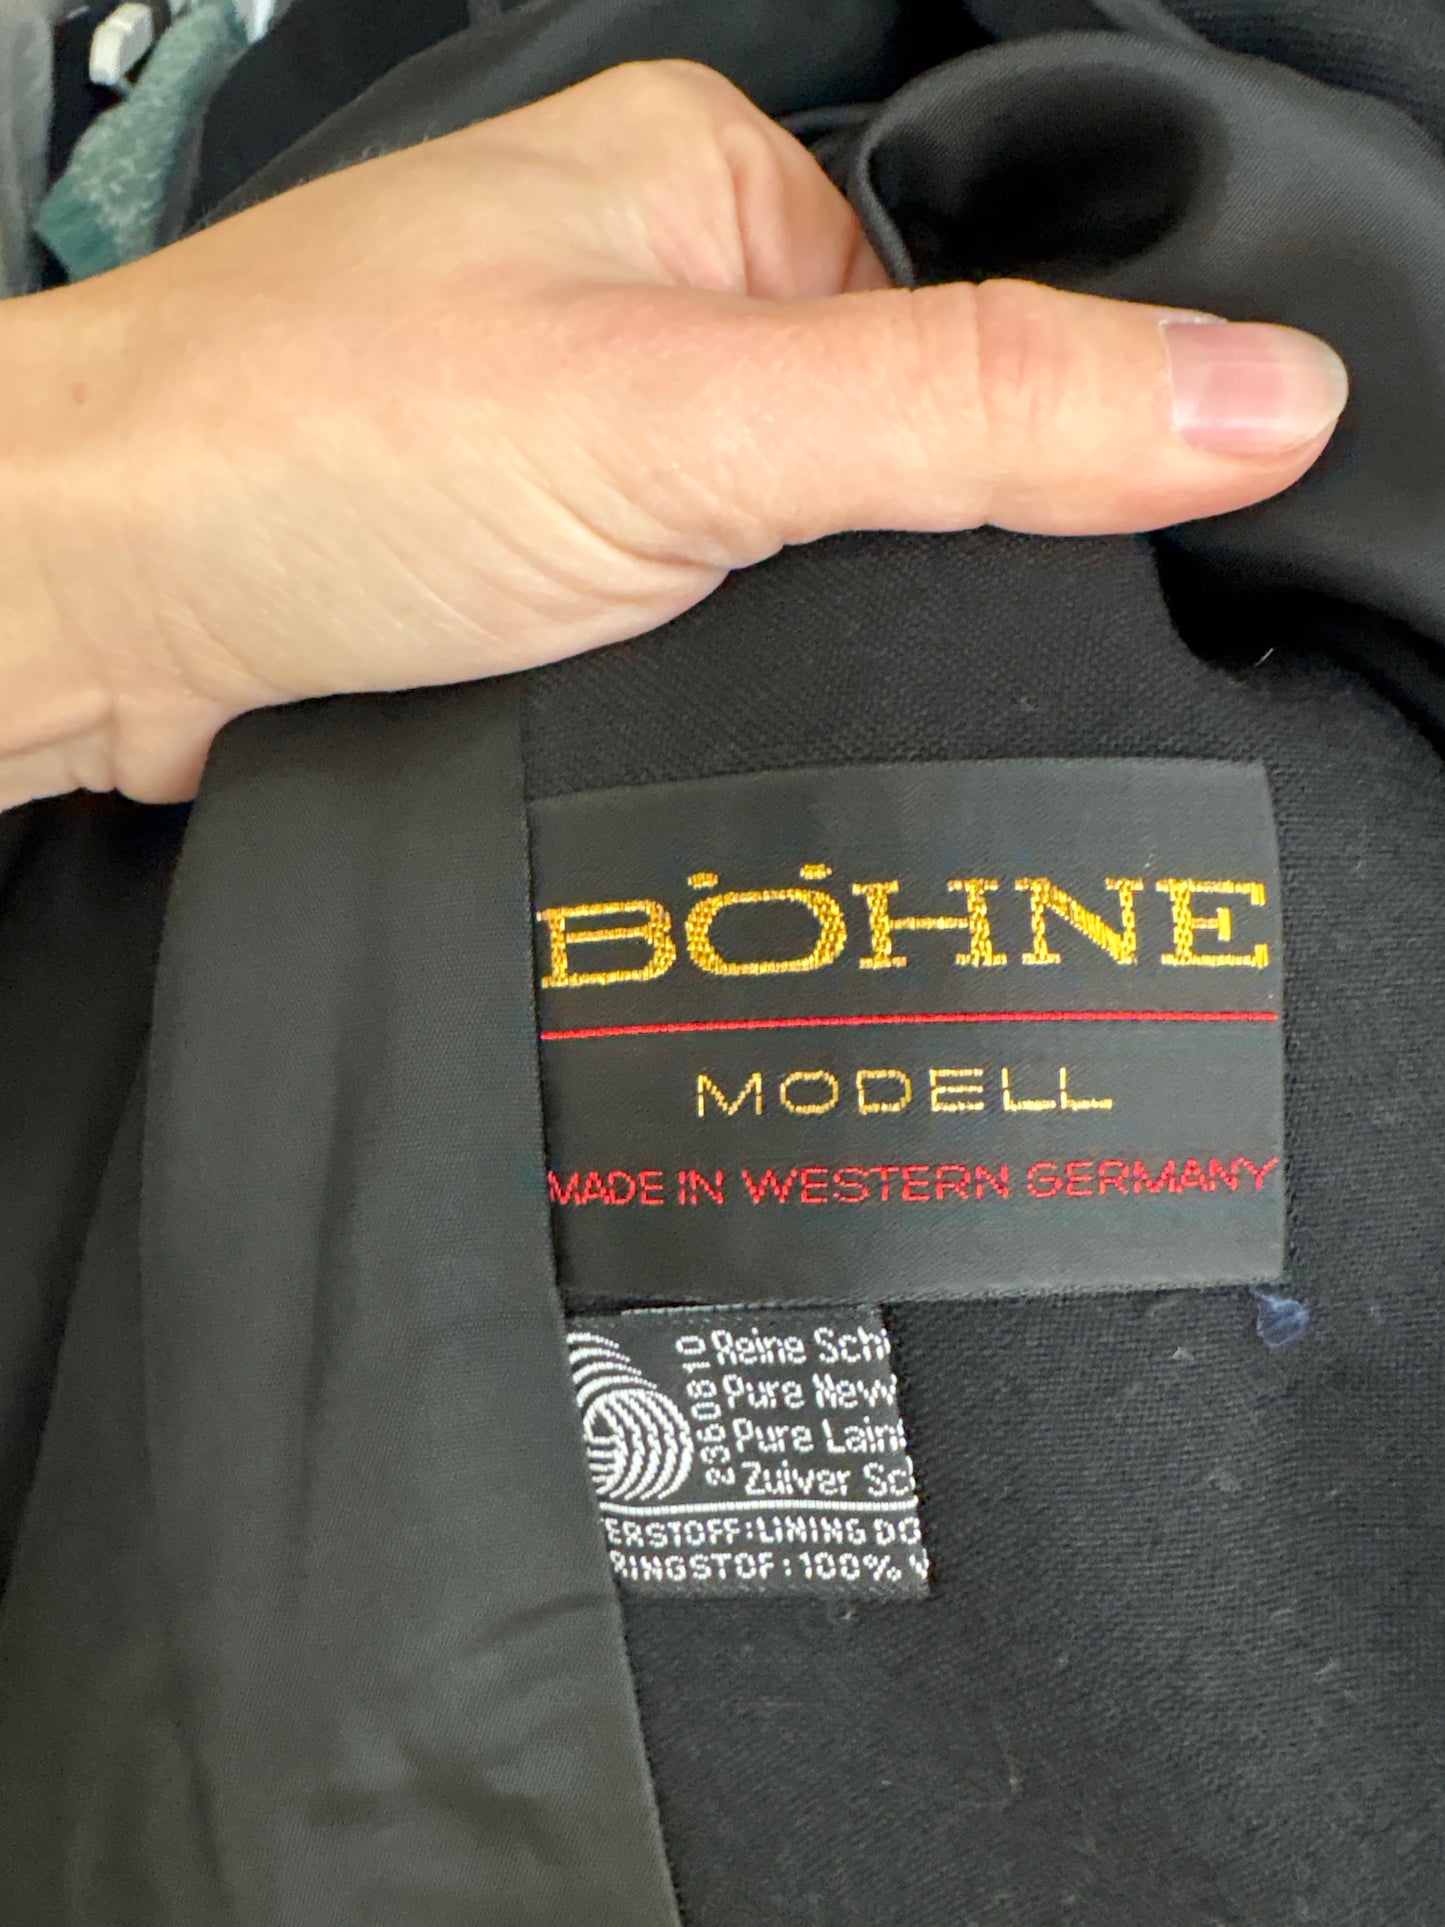 BÖHNE
MODELL
MADE IN WESTERN GERMANY
2360810
Reine Sch
Pure New
Pure Lain
Zuiver Sc
ERSTOFF:LINING DO
RINGSTOF:100%